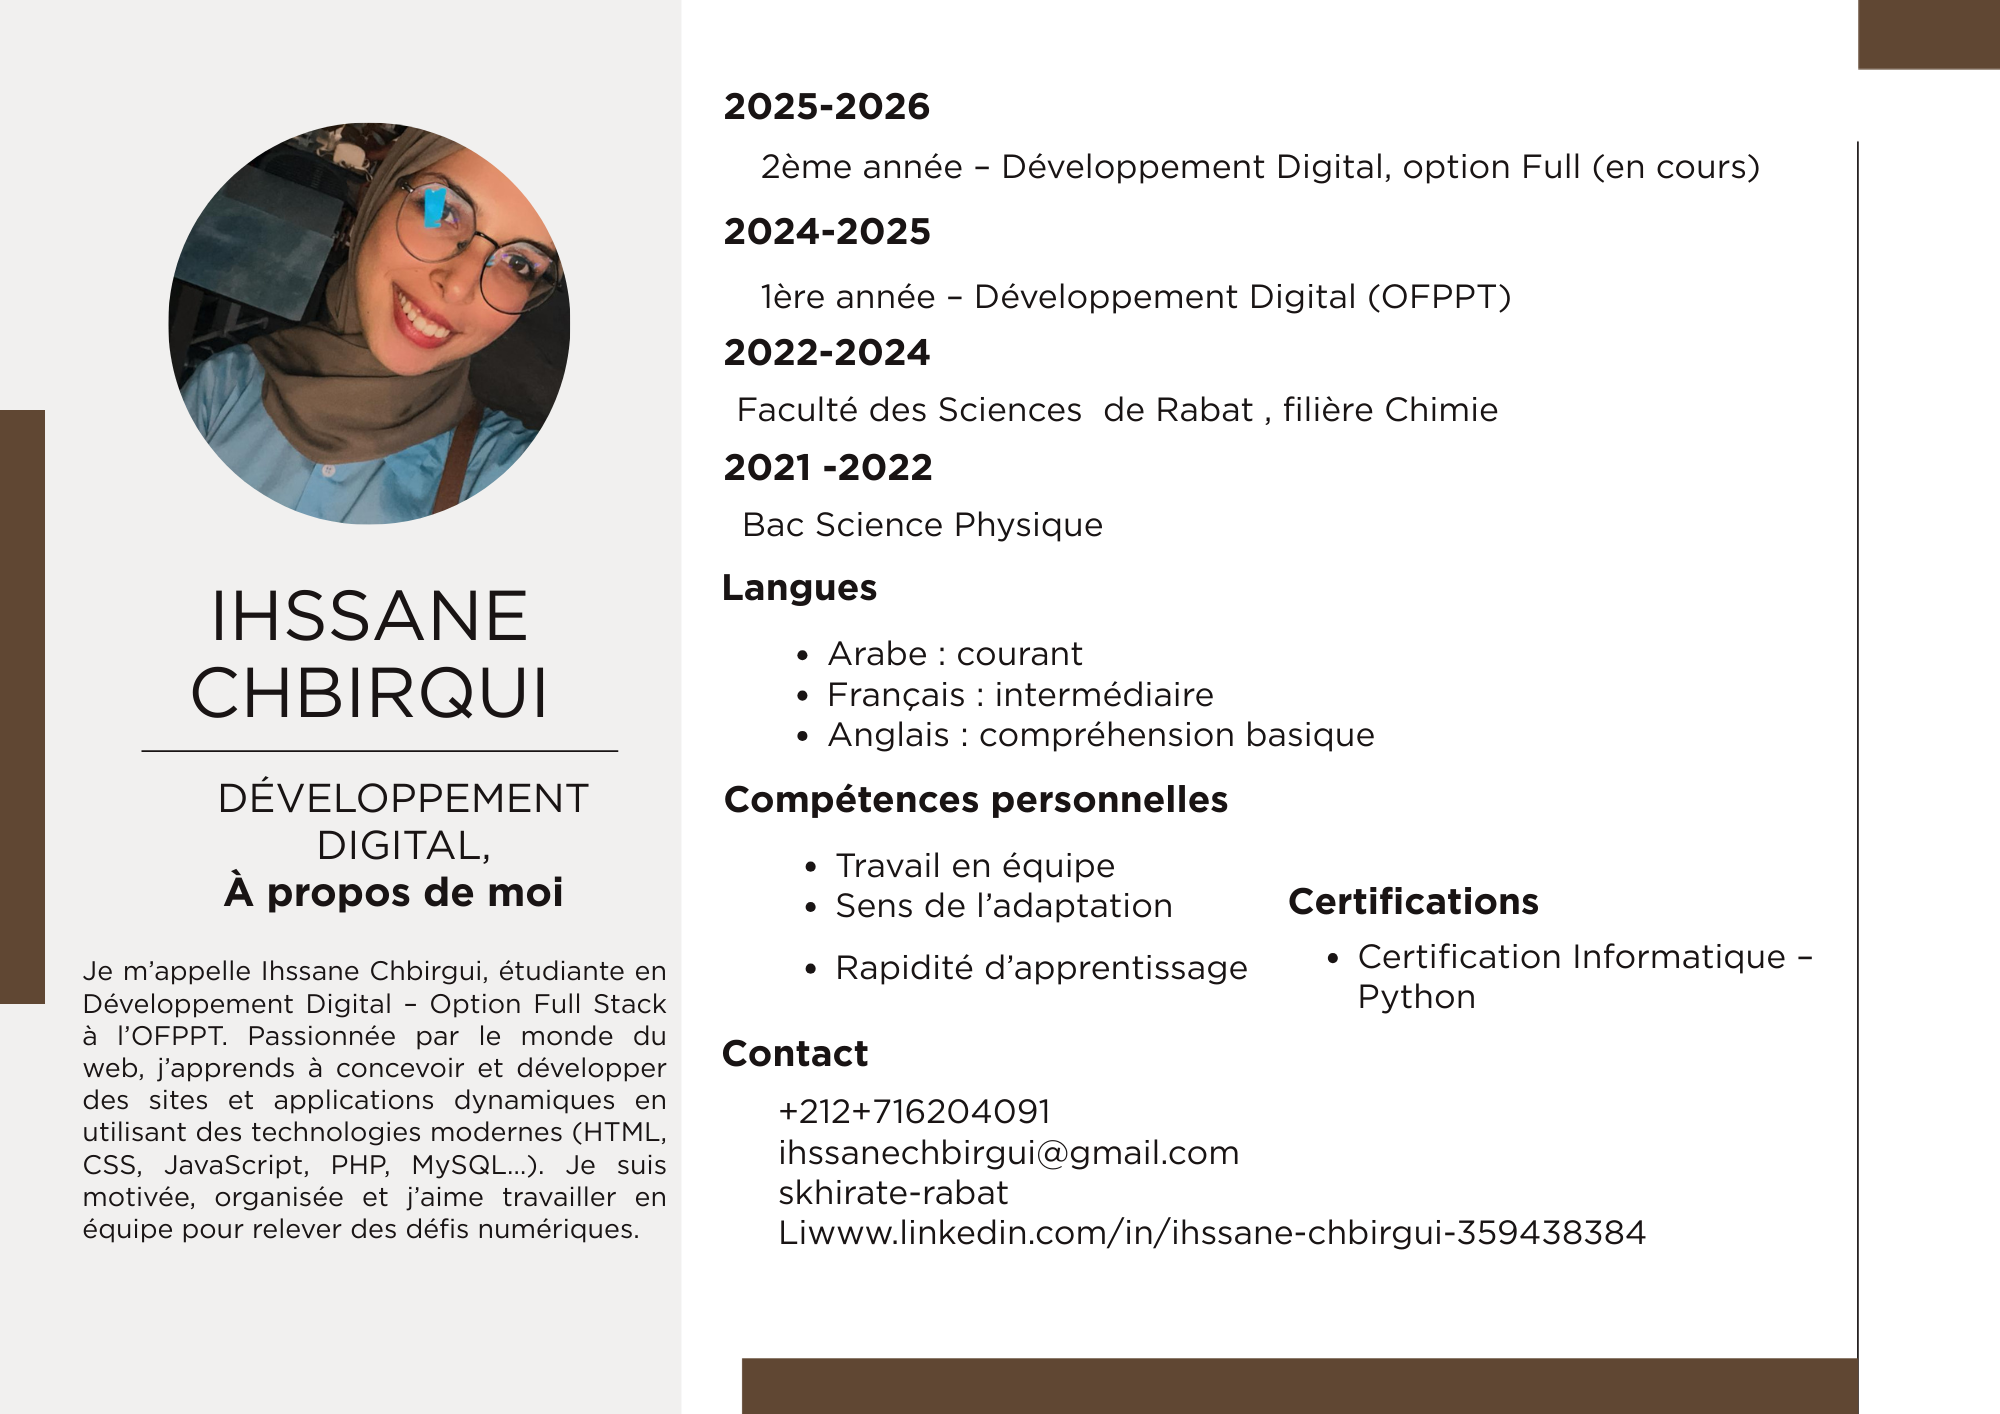 IHSSANE
CHBIRQUI
DÉVELOPPEMENT
DIGITAL,
À propos de moi
Je m’appelle Ihssane Chbirgui, étudiante en
Développement Digital – Option Full Stack
à l’OFPPT. Passionnée par le monde du
web, j’apprends à concevoir et développer
des sites et applications dynamiques en
utilisant des technologies modernes (HTML,
CSS, JavaScript, PHP, MySQL…). Je suis
motivée, organisée et j’aime travailler en
équipe pour relever des défis numériques.
2025-2026
2ème année – Développement Digital, option Full (en cours)
2024-2025
1ère année – Développement Digital (OFPPT)
2022-2024
Faculté des Sciences  de Rabat , filière Chimie
2021 -2022
Bac Science Physique
Langues
• Arabe : courant
• Français : intermédiaire
• Anglais : compréhension basique
Compétences personnelles
• Travail en équipe
• Sens de l’adaptation
• Rapidité d’apprentissage
Certifications
• Certification Informatique –
Python
Contact
+212+716204091
ihssanechbirgui@gmail.com
skhirate-rabat
Liwww.linkedin.com/in/ihssane-chbirgui-359438384